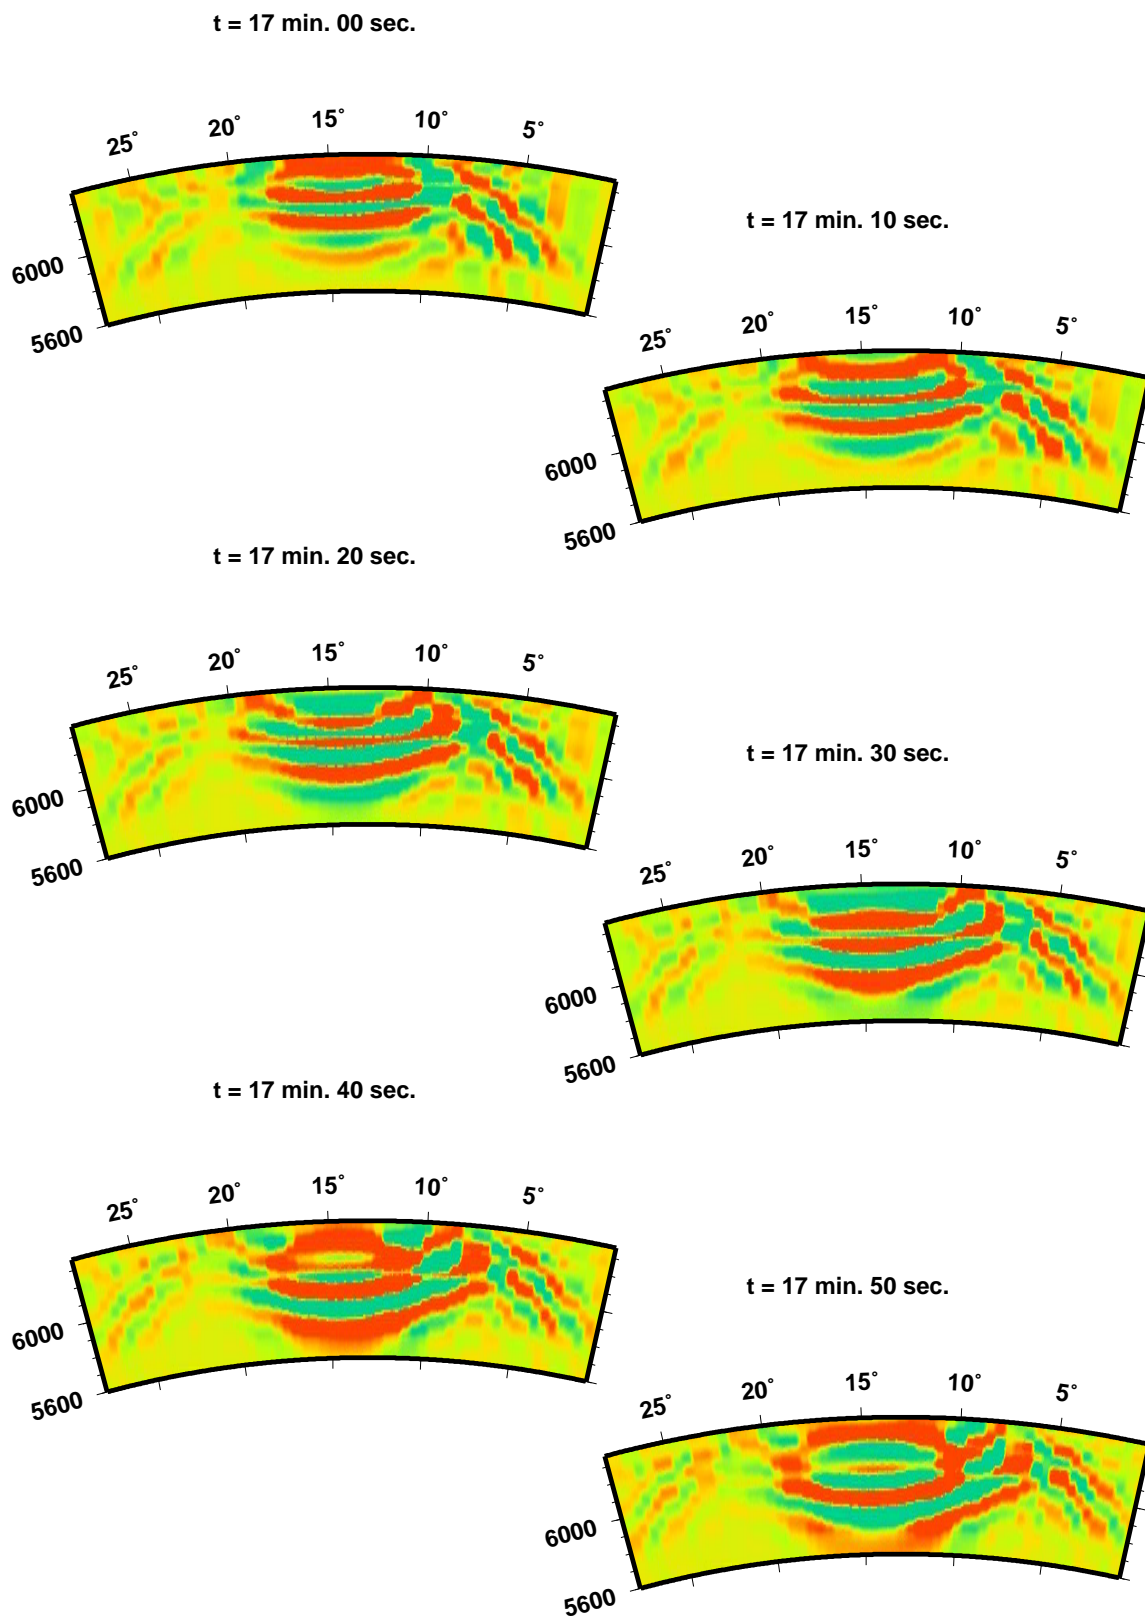 t = 17 min. 00 sec.
25° 20° 15° 10° 5°
6000
5600
t = 17 min. 10 sec.
25° 20° 15° 10° 5°
6000
5600
t = 17 min. 20 sec.
25° 20° 15° 10° 5°
6000
5600
t = 17 min. 30 sec.
25° 20° 15° 10° 5°
6000
5600
t = 17 min. 40 sec.
25° 20° 15° 10° 5°
6000
5600
t = 17 min. 50 sec.
25° 20° 15° 10° 5°
6000
5600